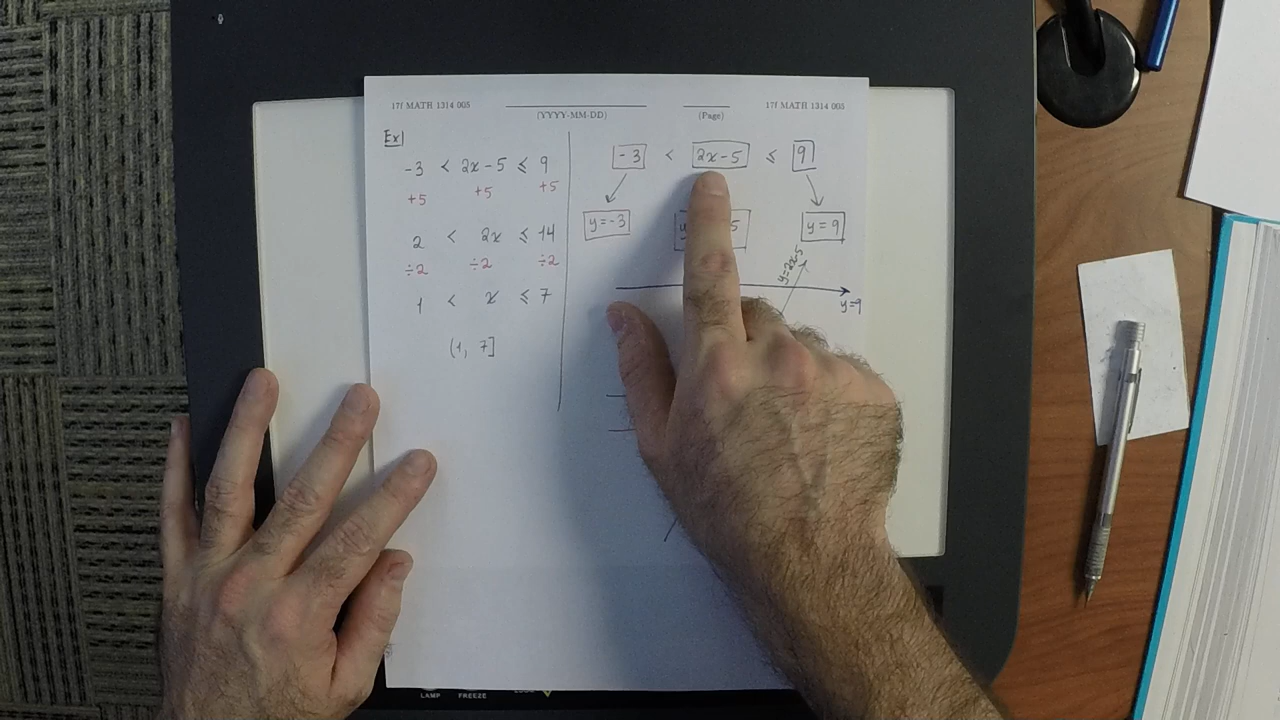 17f MATH 1314 005
(YYYY-MM-DD)
(Page)
17f MATH 1314 005
Ex
-3 < 2x-5 ≤ 9
+5 +5 +5
2 < 2x ≤ 14
÷2 ÷2 ÷2
1 < x ≤ 7
(1, 7]
-3 < 2x-5 ≤ 9
y=-3
y=9
y=2x-5
y=9
LAMP FREEZE